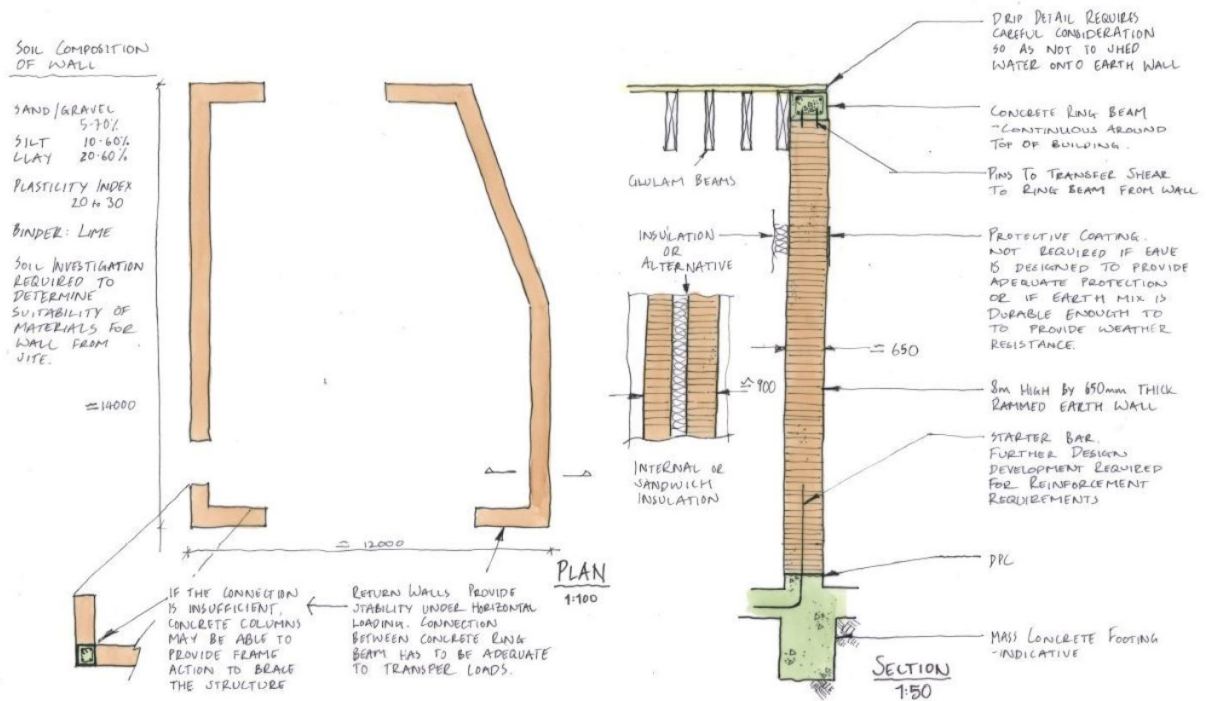 SOIL COMPOSITION
OF WALL
SAND/GRAVEL
5-70%
SILT 10-60%
CLAY 20-60%
PLASTICITY INDEX
20 to 30
BINDER: LIME
SOIL INVESTIGATION
REQUIRED TO
DETERMINE
SUITABILITY OF
MATERIALS FOR
WALL FROM
SITE.
≃14000
≃ 12000
PLAN
1:100
IF THE CONNECTION
IS INSUFFICIENT,
CONCRETE COLUMNS
MAY BE ABLE TO
PROVIDE FRAME
ACTION TO BRACE
THE STRUCTURE
RETURN WALLS PROVIDE
STABILITY UNDER HORIZONTAL
LOADING. CONNECTION
BETWEEN CONCRETE RING
BEAM HAS TO BE ADEQUATE
TO TRANSFER LOADS.
GLULAM BEAMS
INSULATION
OR
ALTERNATIVE
≃ 900
INTERNAL OR
SANDWICH
INSULATION
≃ 650
DRIP DETAIL REQUIRES
CAREFUL CONSIDERATION
SO AS NOT TO SHED
WATER ONTO EARTH WALL
CONCRETE RING BEAM
-CONTINUOUS AROUND
TOP OF BUILDING.
PINS TO TRANSFER SHEAR
TO RING BEAM FROM WALL
PROTECTIVE COATING.
NOT REQUIRED IF EAVE
IS DESIGNED TO PROVIDE
ADEQUATE PROTECTION
OR IF EARTH MIX IS
DURABLE ENOUGH TO
TO PROVIDE WEATHER
RESISTANCE.
8m HIGH BY 650mm THICK
RAMMED EARTH WALL
STARTER BAR.
FURTHER DESIGN
DEVELOPMENT REQUIRED
FOR REINFORCEMENT
REQUIREMENTS
DPC
MASS CONCRETE FOOTING
-INDICATIVE
SECTION
1:50